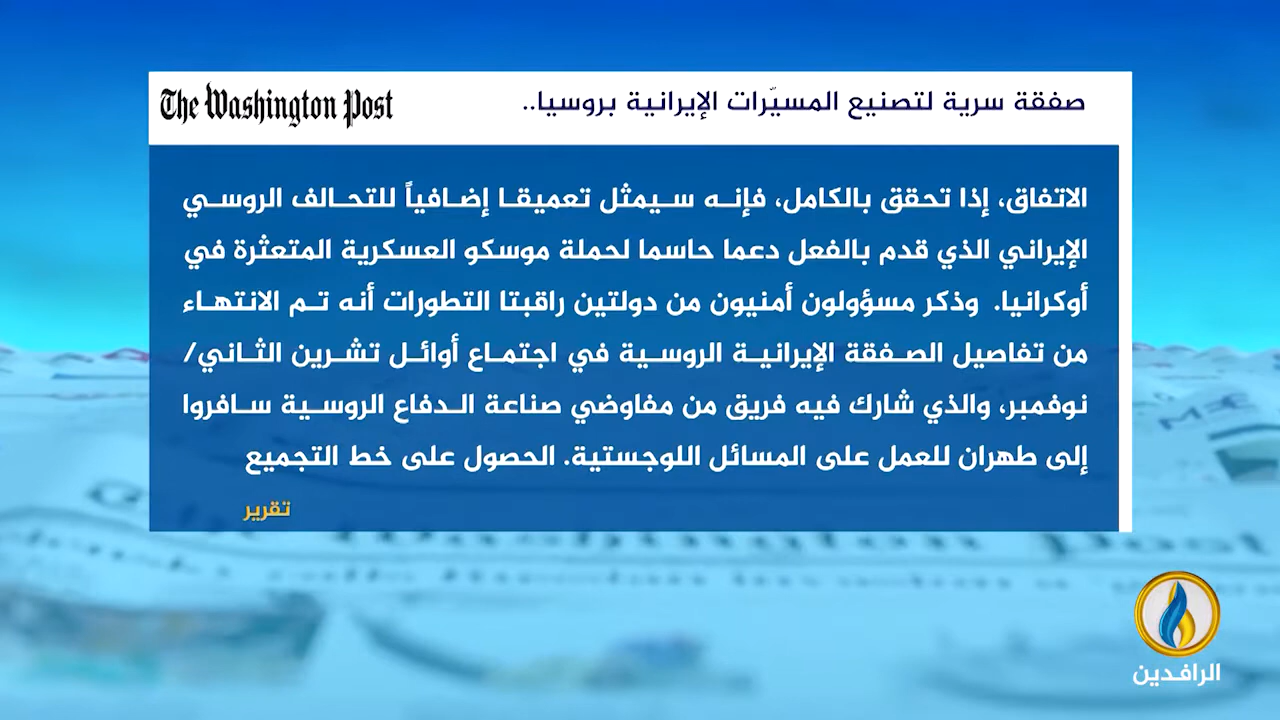 صفقة سرية لتصنيع المسيّرات الإيرانية بروسيا..
The Washington Post
الاتفاق، إذا تحقق بالكامل، فإنه سيمثل تعميقا إضافياً للتحالف الروسي
الإيراني الذي قدم بالفعل دعما حاسما لحملة موسكو العسكرية المتعثرة في
أوكرانيا. وذكر مسؤولون أمنيون من دولتين راقبتا التطورات أنه تم الانتهاء
من تفاصيل الصفقة الإيرانية الروسية في اجتماع أوائل تشرين الثاني/
نوفمبر، والذي شارك فيه فريق من مفاوضي صناعة الدفاع الروسية سافروا
إلى طهران للعمل على المسائل اللوجستية. الحصول على خط التجميع
تقرير
الرافدين